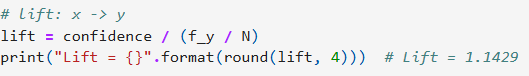 # lift: x -> y
lift = confidence / (f_y / N)
print("Lift = {}".format(round(lift, 4)))  # Lift = 1.1429